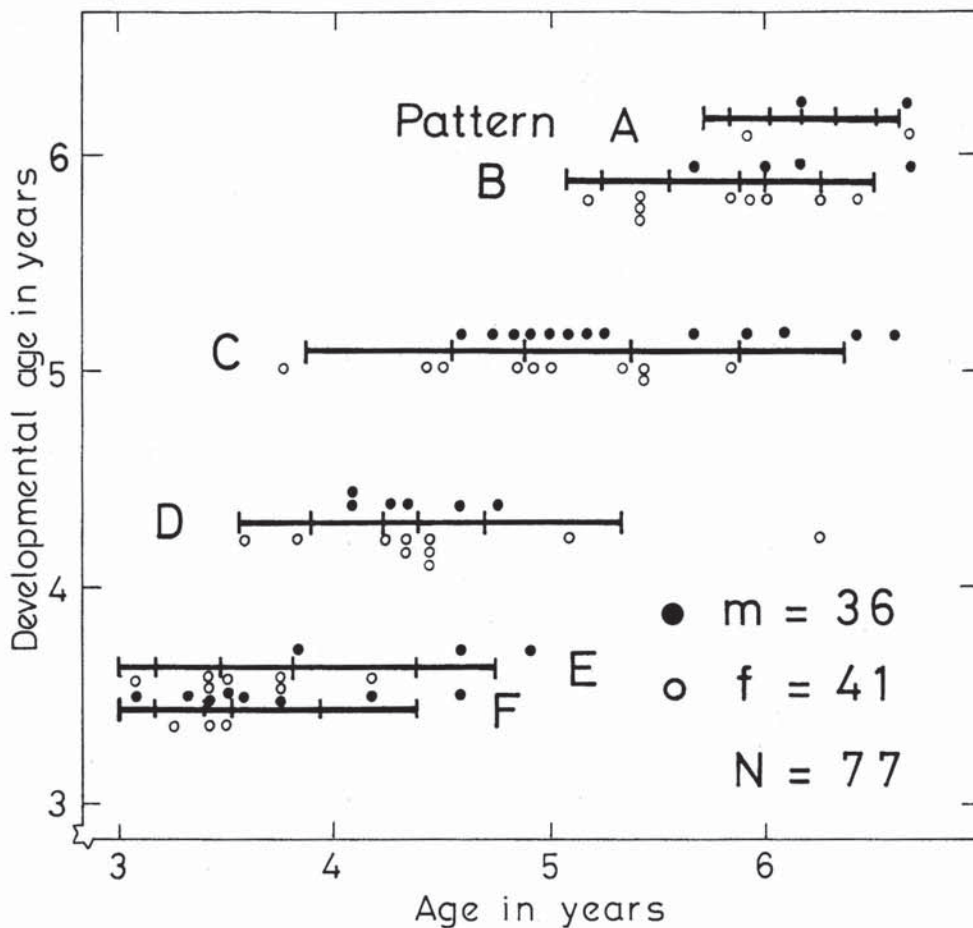 Developmental age in years
6
5
4
3
Pattern A
B
C
D
E
F
● m = 36
○ f = 41
N = 77
3 4 5 6
Age in years